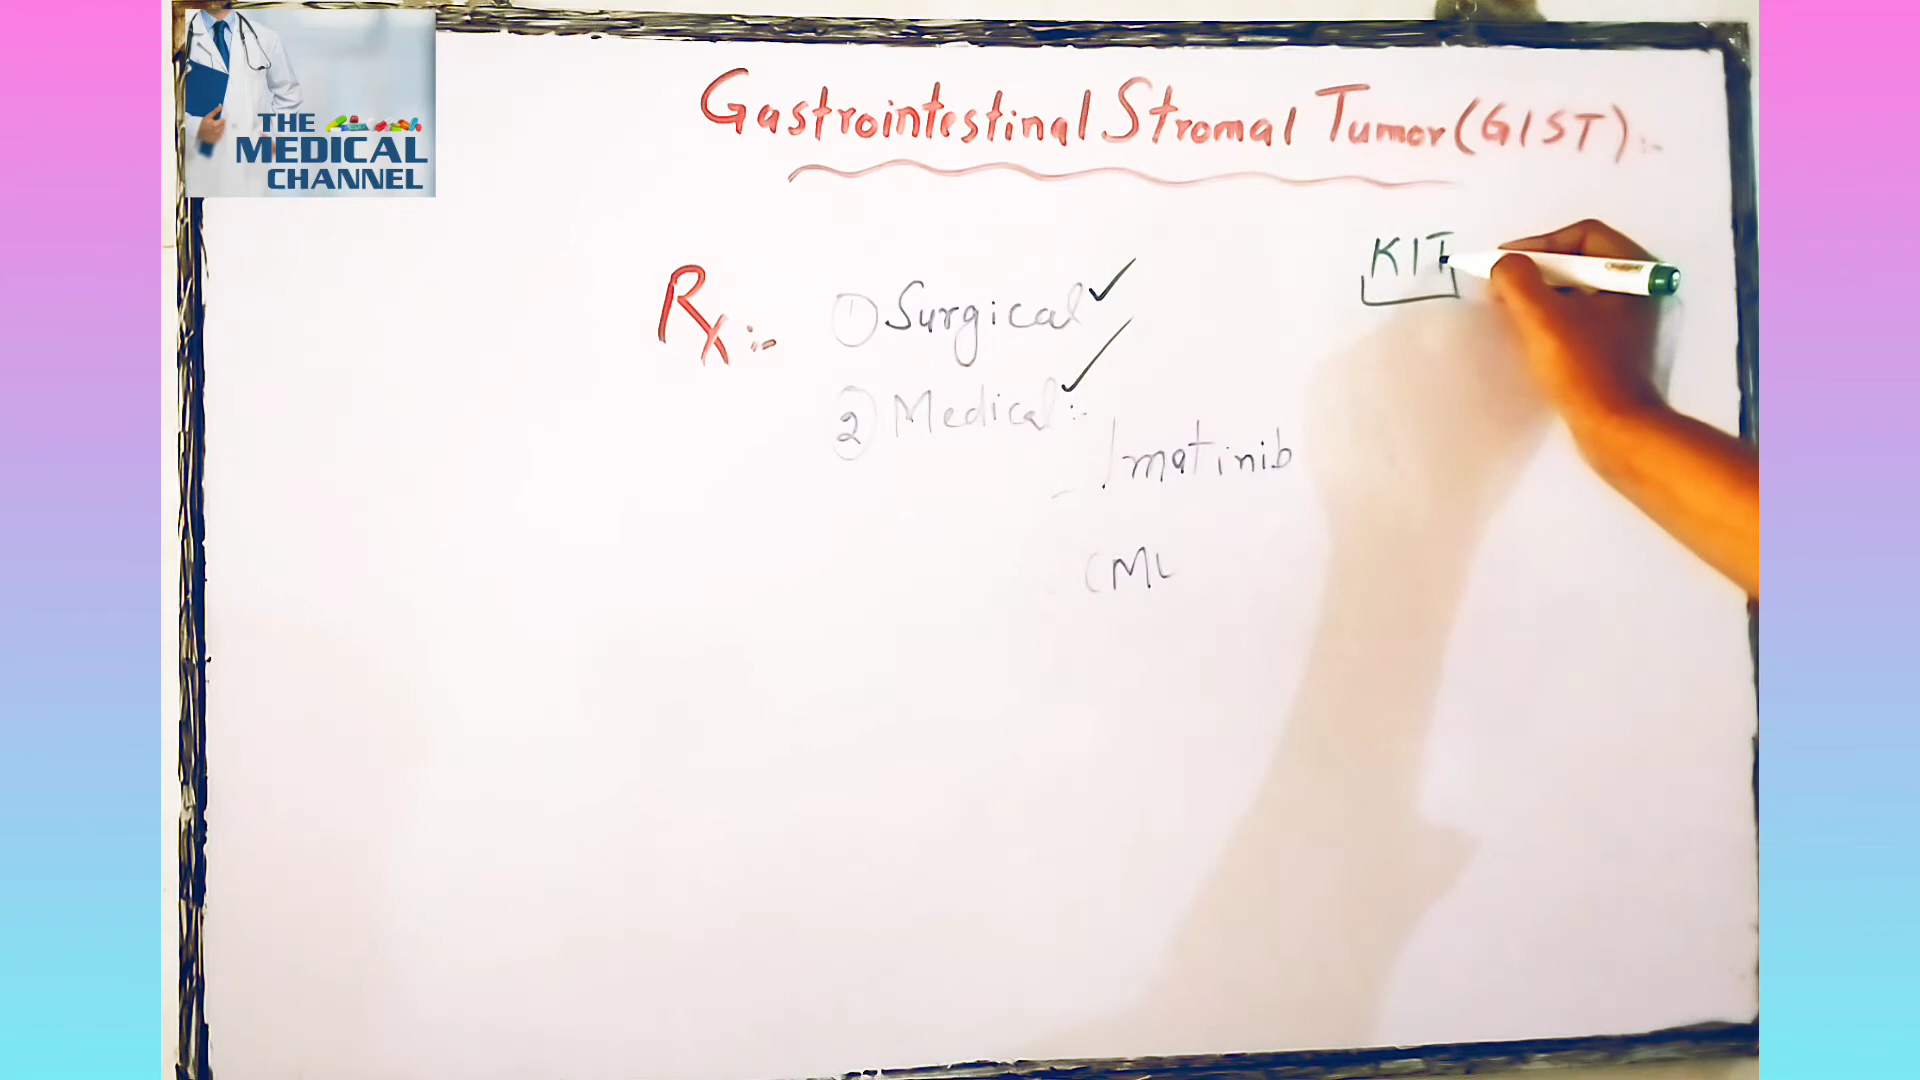 THE
MEDICAL
CHANNEL
Gastrointestinal Stromal Tumor (GIST):-
KIT
Rx:-
① Surgical ✓
② Medical:- ✓
- Imatinib
CML